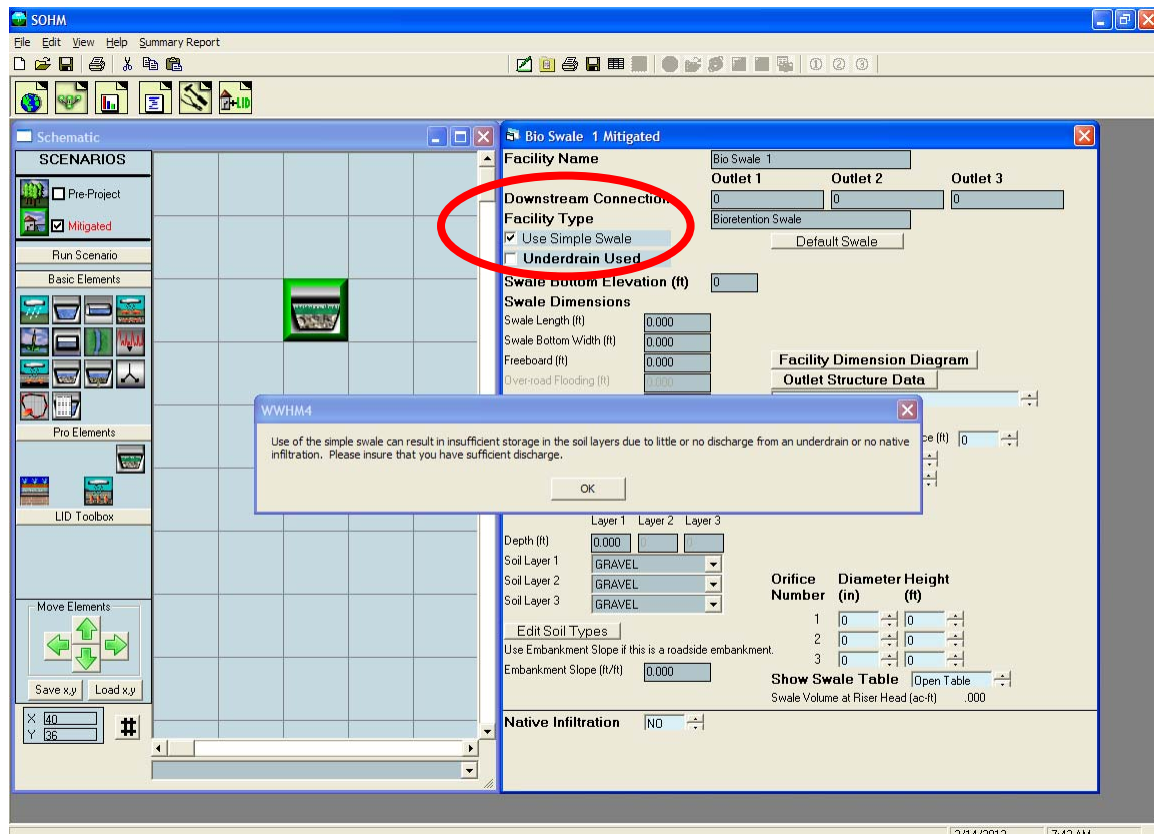 SOHM
File Edit View Help Summary Report
Schematic
SCENARIOS
Pre-Project
Mitigated
Run Scenario
Basic Elements
Pro Elements
LID Toolbox
Move Elements
Save x,y Load x,y
X 40
Y 36
#
Bio Swale 1 Mitigated
Facility Name Bio Swale 1
Outlet 1 Outlet 2 Outlet 3
Downstream Connection 0 0 0
Facility Type Bioretention Swale
Use Simple Swale Default Swale
Underdrain Used
Swale Bottom Elevation (ft) 0
Swale Dimensions
Swale Length (ft) 0.000
Swale Bottom Width (ft) 0.000
Freeboard (ft) 0.000 Facility Dimension Diagram
Over-road Flooding (ft) 0.000 Outlet Structure Data
WWHM4
Use of the simple swale can result in insufficient storage in the soil layers due to little or no discharge from an underdrain or no native
infiltration. Please insure that you have sufficient discharge.
OK
(ft) 0
Layer 1 Layer 2 Layer 3
Depth (ft) 0.000 0 0
Soil Layer 1 GRAVEL
Soil Layer 2 GRAVEL
Soil Layer 3 GRAVEL
Orifice Diameter Height
Number (in) (ft)
1 0 0
2 0 0
3 0 0
Edit Soil Types
Use Embankment Slope if this is a roadside embankment.
Embankment Slope (ft/ft) 0.000
Show Swale Table Open Table
Swale Volume at Riser Head (ac-ft) .000
Native Infiltration NO
7:42 AM